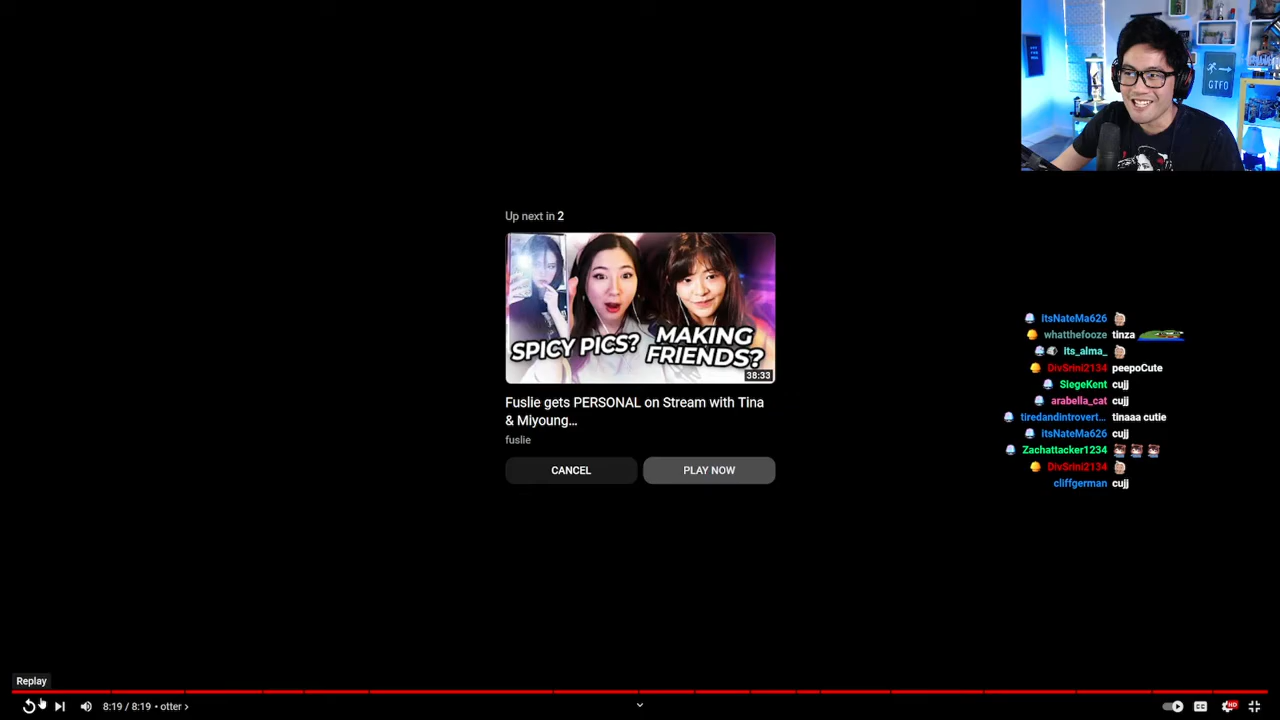 GTFO
Up next in 2
SPICY PICS?
MAKING
FRIENDS?
38:33
Fuslie gets PERSONAL on Stream with Tina
& Miyoung...
fuslie
CANCEL
PLAY NOW
itsNateMa626
whatthefooze tinza
its_alma_
DivSrini2134 peepoCute
SiegeKent cujj
arabella_cat cujj
tiredandintrovert... tinaaa cutie
itsNateMa626 cujj
Zachattacker1234
DivSrini2134
cliffgerman cujj
Replay
8:19 / 8:19 • otter >
HD